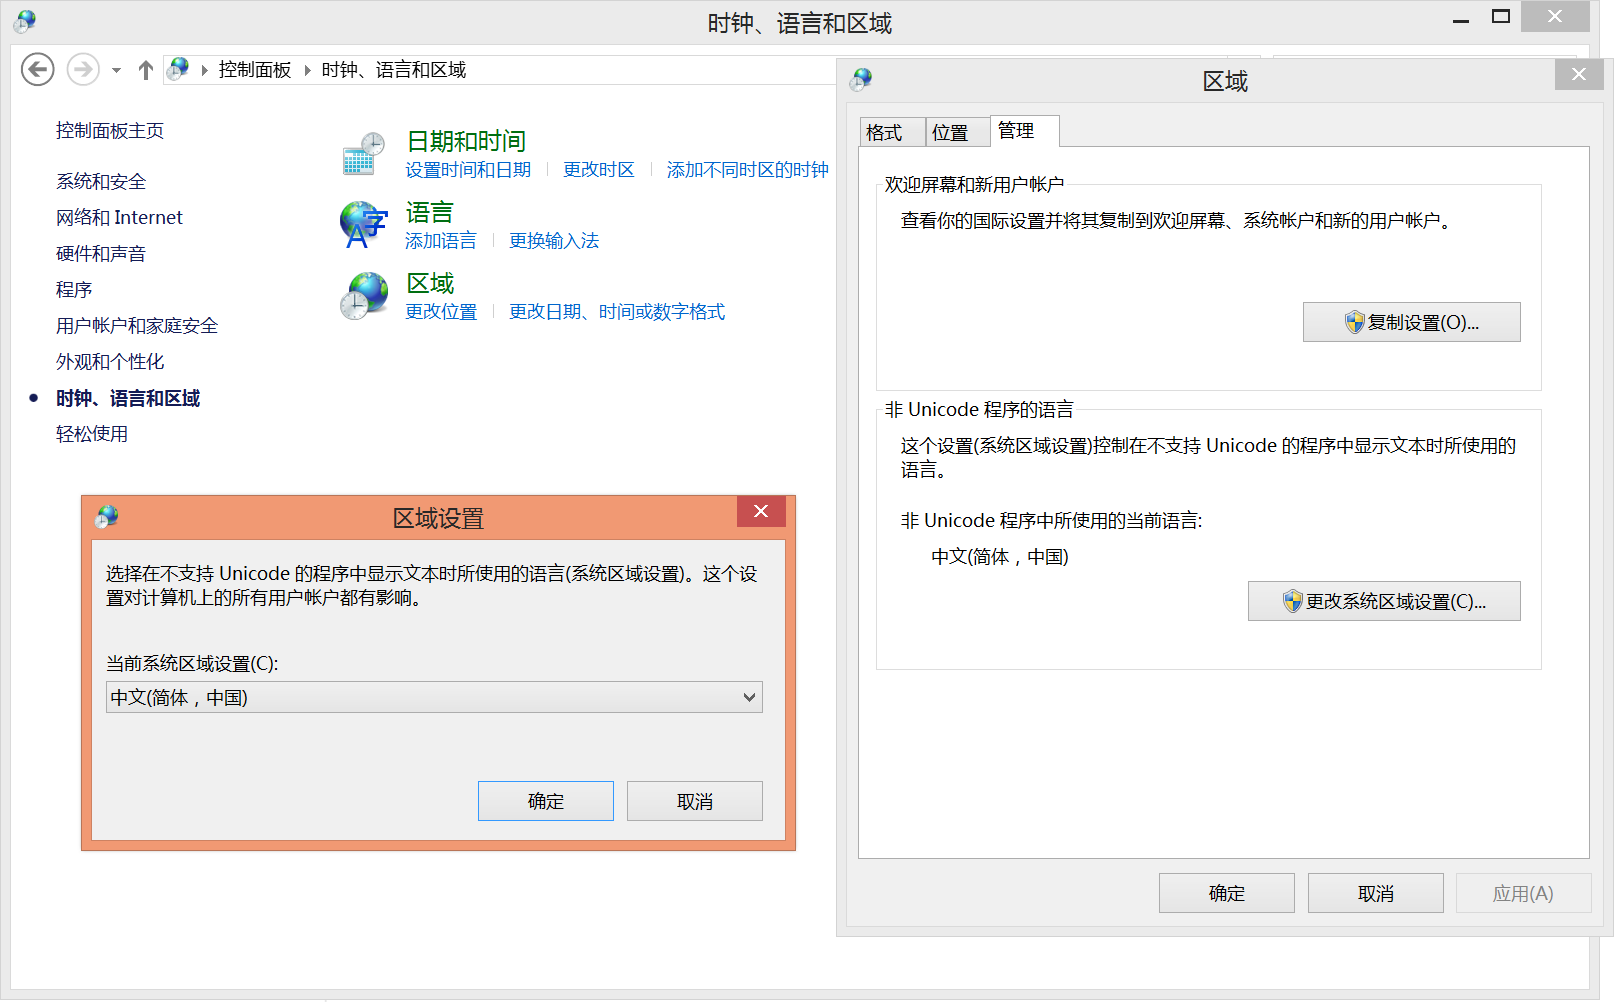 时钟、语言和区域
控制面板 时钟、语言和区域
控制面板主页
系统和安全
网络和 Internet
硬件和声音
程序
用户帐户和家庭安全
外观和个性化
时钟、语言和区域
轻松使用
日期和时间
设置时间和日期 更改时区 添加不同时区的时钟
语言
添加语言 更换输入法
区域
更改位置 更改日期、时间或数字格式
区域设置
选择在不支持 Unicode 的程序中显示文本时所使用的语言(系统区域设置)。这个设
置对计算机上的所有用户帐户都有影响。
当前系统区域设置(C):
中文(简体，中国)
确定 取消
区域
格式 位置 管理
欢迎屏幕和新用户帐户
查看你的国际设置并将其复制到欢迎屏幕、系统帐户和新的用户帐户。
复制设置(O)...
非 Unicode 程序的语言
这个设置(系统区域设置)控制在不支持 Unicode 的程序中显示文本时所使用的
语言。
非 Unicode 程序中所使用的当前语言:
中文(简体，中国)
更改系统区域设置(C)...
确定 取消 应用(A)